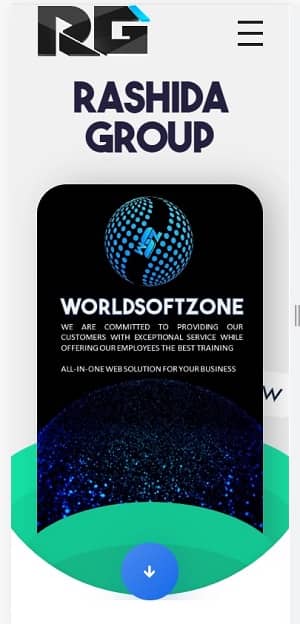 RG
RASHIDA
GROUP
WORLDSOFTZONE
WE ARE COMMITTED TO PROVIDING OUR
CUSTOMERS WITH EXCEPTIONAL SERVICE WHILE
OFFERING OUR EMPLOYEES THE BEST TRAINING
ALL-IN-ONE WEB SOLUTION FOR YOUR BUSINESS
W